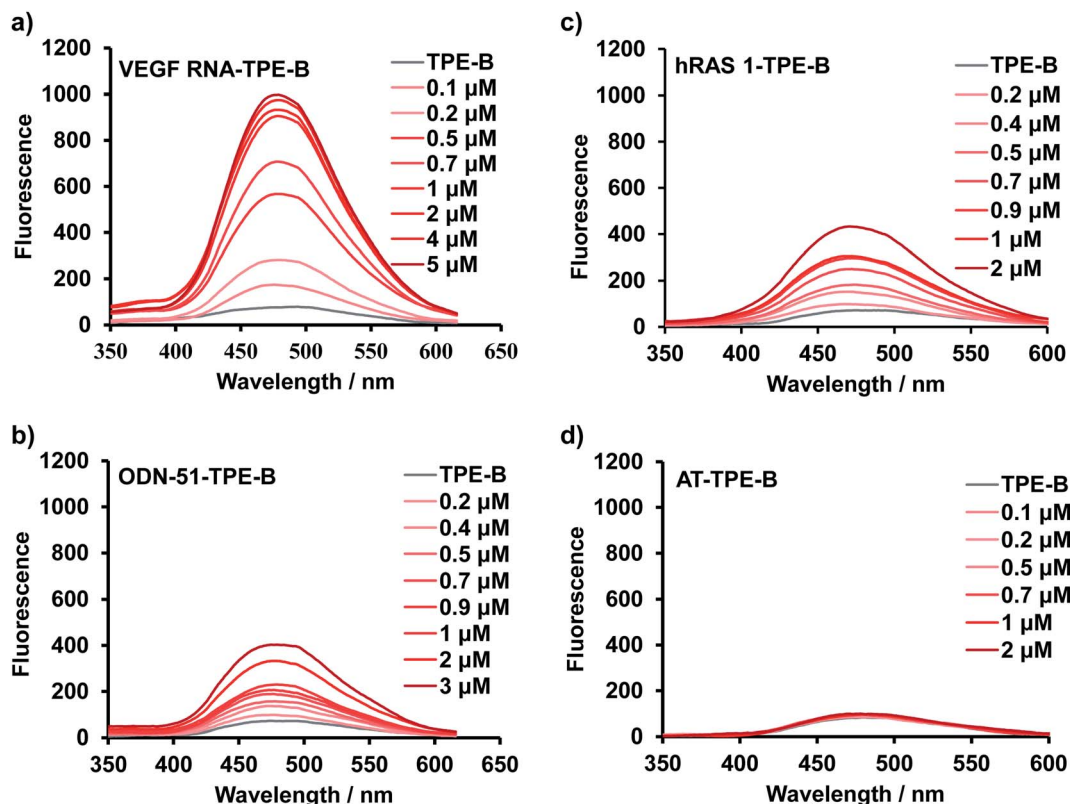 a)
VEGF RNA-TPE-B
1200
1000
800
600
400
200
0
Fluorescence
350 400 450 500 550 600 650
Wavelength / nm
TPE-B
0.1 µM
0.2 µM
0.5 µM
0.7 µM
1 µM
2 µM
4 µM
5 µM
c)
hRAS 1-TPE-B
1200
1000
800
600
400
200
0
Fluorescence
350 400 450 500 550 600
Wavelength / nm
TPE-B
0.2 µM
0.4 µM
0.5 µM
0.7 µM
0.9 µM
1 µM
2 µM
b)
ODN-51-TPE-B
1200
1000
800
600
400
200
0
Fluorescence
350 400 450 500 550 600 650
Wavelength / nm
TPE-B
0.2 µM
0.4 µM
0.5 µM
0.7 µM
0.9 µM
1 µM
2 µM
3 µM
d)
AT-TPE-B
1200
1000
800
600
400
200
0
Fluorescence
350 400 450 500 550 600
Wavelength / nm
TPE-B
0.1 µM
0.2 µM
0.5 µM
0.7 µM
1 µM
2 µM